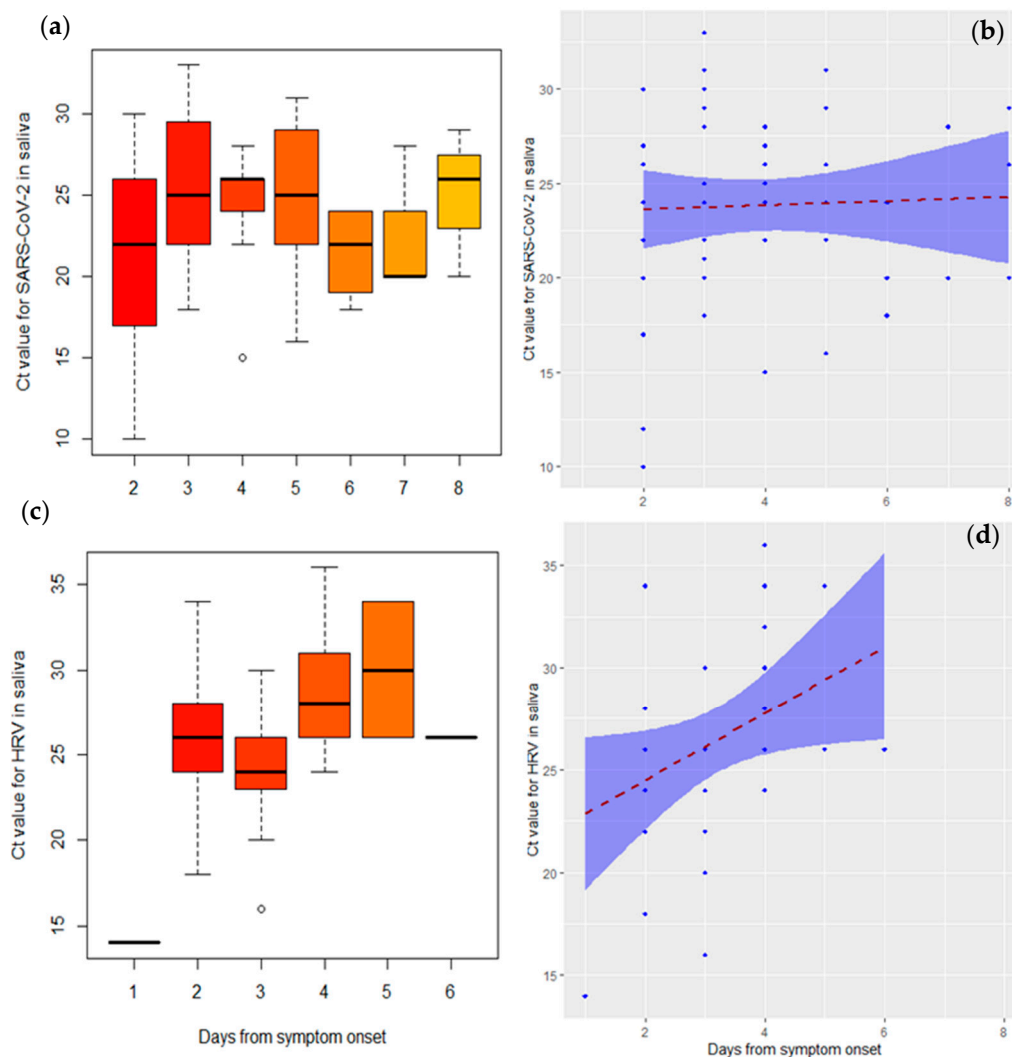 (a)
Ct value for SARS-CoV-2 in saliva
30
25
20
15
10
2 3 4 5 6 7 8
(b)
Ct value for SARS-CoV-2 in saliva
30
25
20
15
10
2 4 6 8
(c)
Ct value for HRV in saliva
35
30
25
20
15
1 2 3 4 5 6
Days from symptom onset
(d)
Ct value for HRV in saliva
35
30
25
20
15
2 4 6 8
Days from symptom onset